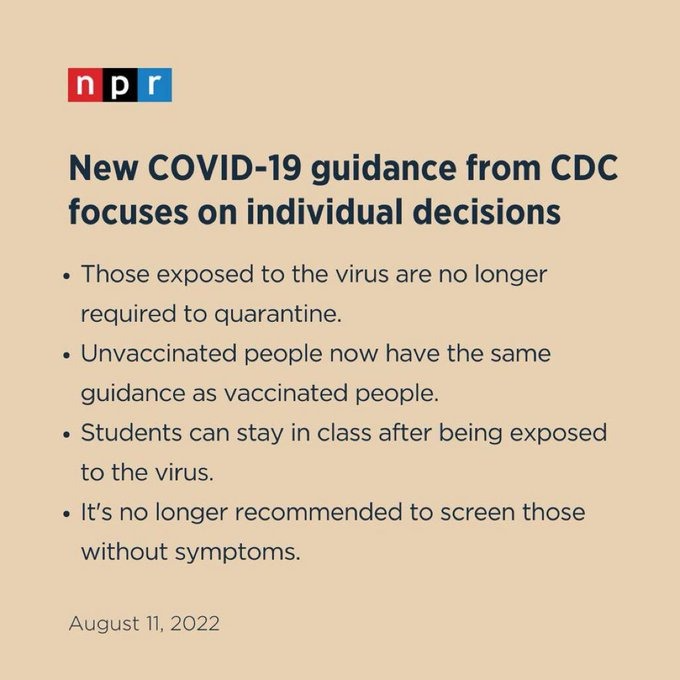 npr
New COVID-19 guidance from CDC
focuses on individual decisions
• Those exposed to the virus are no longer
required to quarantine.
• Unvaccinated people now have the same
guidance as vaccinated people.
• Students can stay in class after being exposed
to the virus.
• It's no longer recommended to screen those
without symptoms.
August 11, 2022